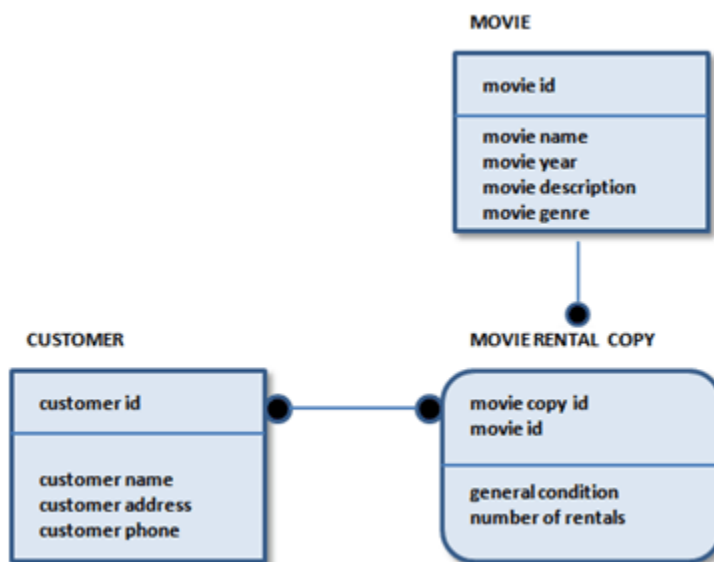 MOVIE
movie id
movie name
movie year
movie description
movie genre
CUSTOMER
customer id
customer name
customer address
customer phone
MOVIE RENTAL COPY
movie copy id
movie id
general condition
number of rentals